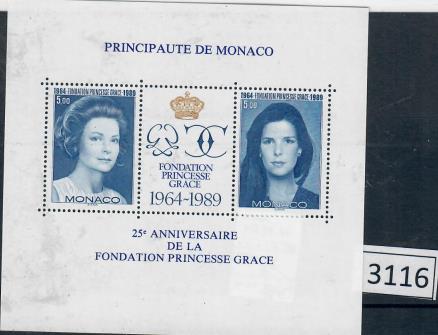 PRINCIPAUTE DE MONACO
1964-FONDATION PRINCESSE GRACE-1989
5,00
MONACO
FONDATION
PRINCESSE
GRACE
1964-1989
1964-FONDATION PRINCESSE GRACE-1989
5,00
MONACO
25e ANNIVERSAIRE
DE LA
FONDATION PRINCESSE GRACE
3116